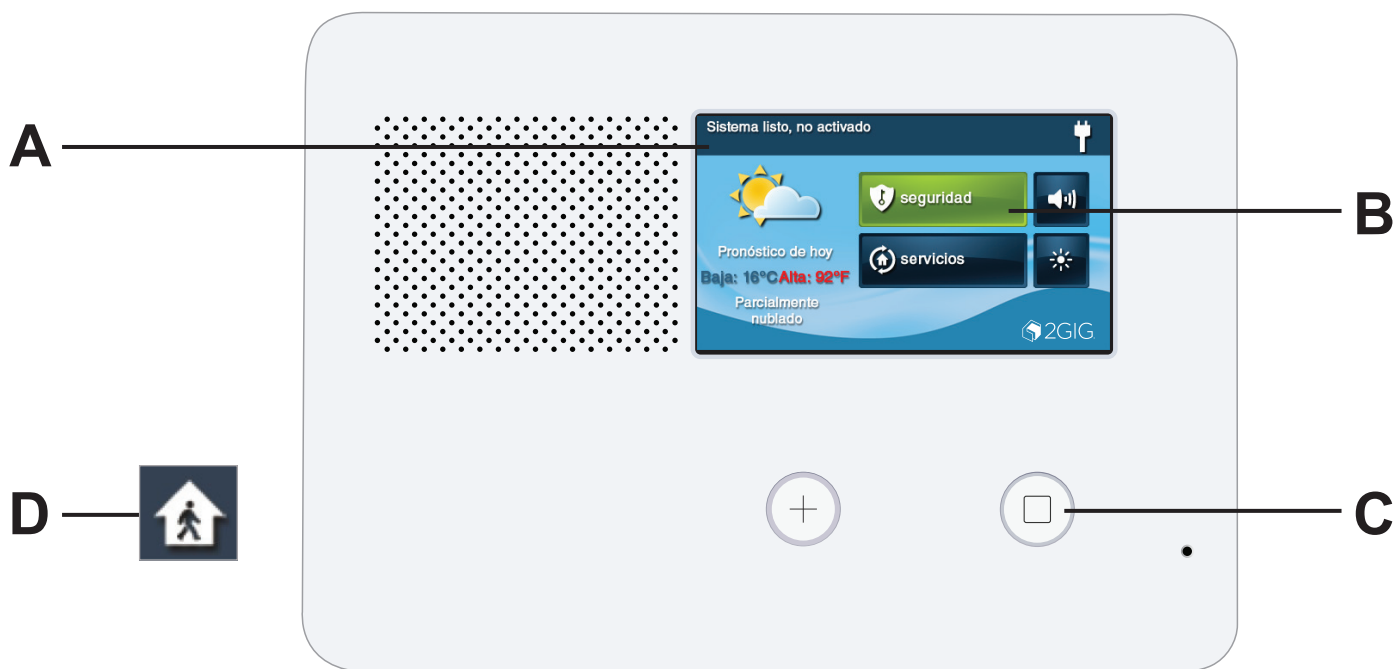 A
Sistema listo, no activado
seguridad
B
servicios
Pronóstico de hoy
Baja: 16°C Alta: 92°F
Parcialmente
nublado
2GIG
D
C